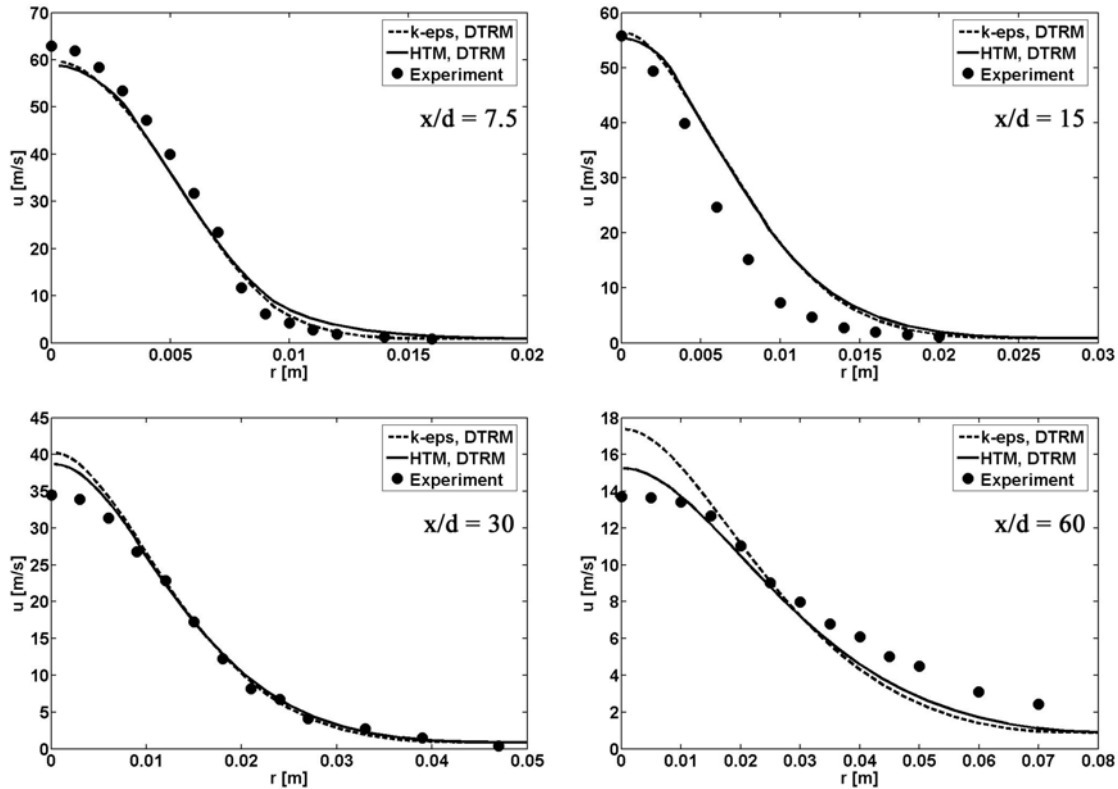 70
60
50
40
30
20
10
0
u [m/s]
0 0.005 0.01 0.015 0.02
r [m]
k-eps, DTRM
HTM, DTRM
Experiment
x/d = 7.5
60
50
40
30
20
10
0
u [m/s]
0 0.005 0.01 0.015 0.02 0.025 0.03
r [m]
k-eps, DTRM
HTM, DTRM
Experiment
x/d = 15
45
40
35
30
25
20
15
10
5
0
u [m/s]
0 0.01 0.02 0.03 0.04 0.05
r [m]
k-eps, DTRM
HTM, DTRM
Experiment
x/d = 30
18
16
14
12
10
8
6
4
2
0
u [m/s]
0 0.01 0.02 0.03 0.04 0.05 0.06 0.07 0.08
r [m]
k-eps, DTRM
HTM, DTRM
Experiment
x/d = 60